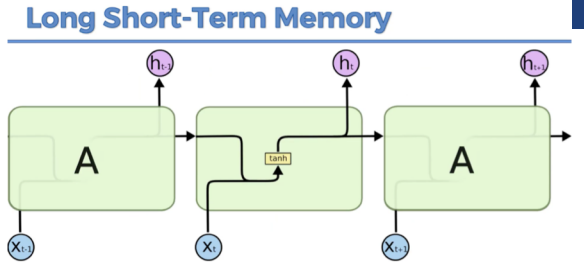 Long Short-Term Memory
ht-1 ht ht+1
A tanh A
Xt-1 Xt Xt+1